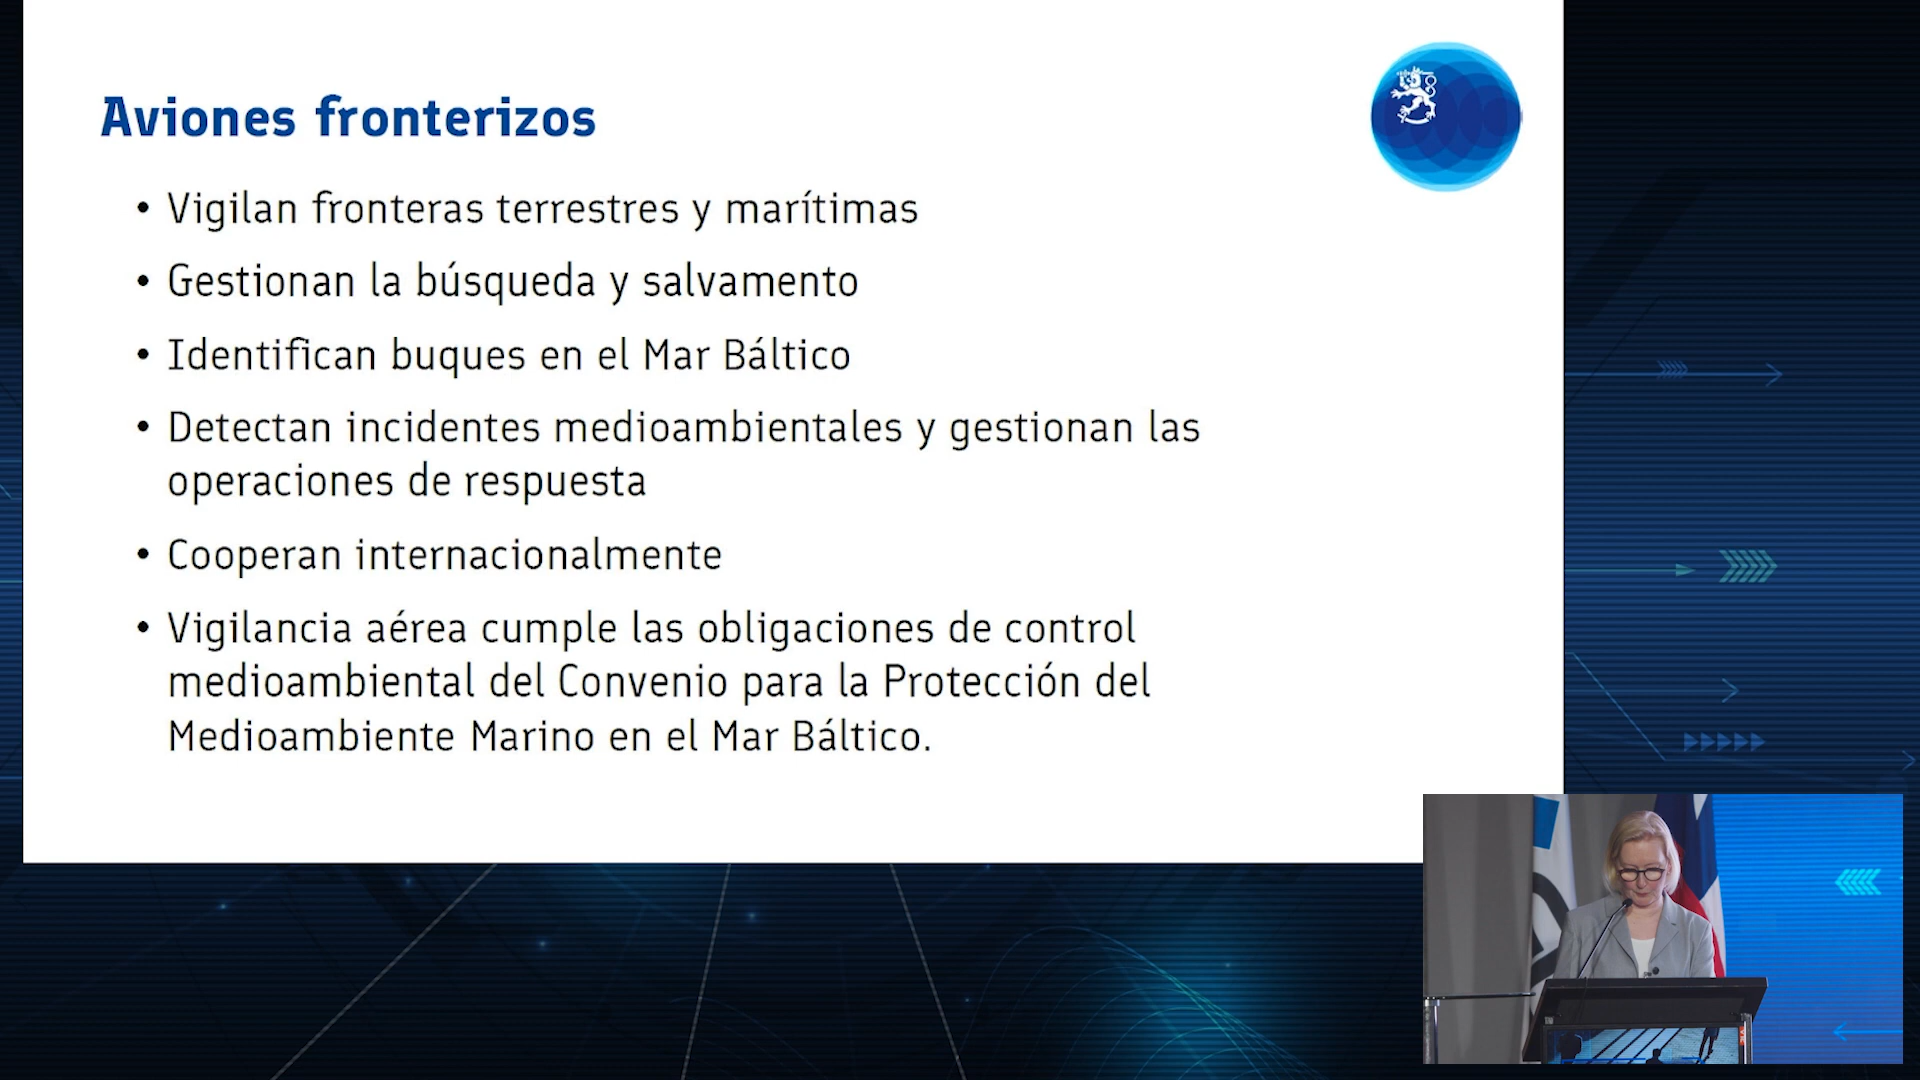 Aviones fronterizos
• Vigilan fronteras terrestres y marítimas
• Gestionan la búsqueda y salvamento
• Identifican buques en el Mar Báltico
• Detectan incidentes medioambientales y gestionan las
operaciones de respuesta
• Cooperan internacionalmente
• Vigilancia aérea cumple las obligaciones de control
medioambiental del Convenio para la Protección del
Medioambiente Marino en el Mar Báltico.